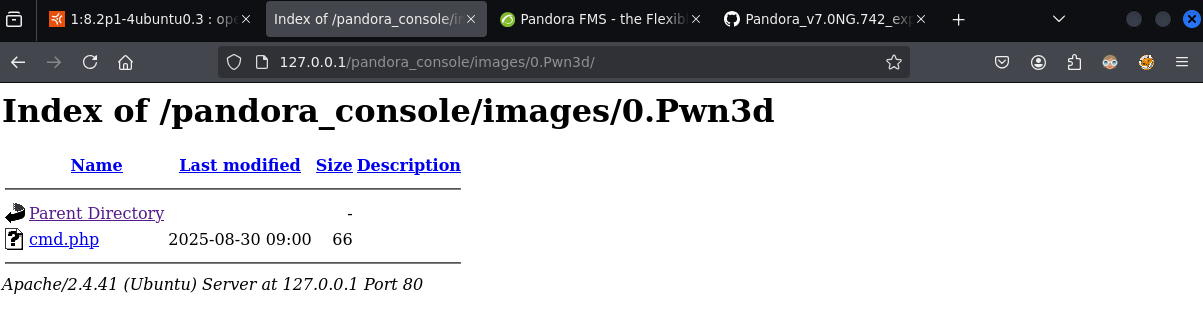 1:8.2p1-4ubuntu0.3 : ope
Index of /pandora_console/i
Pandora FMS - the Flexib
Pandora_v7.0NG.742_exp
127.0.0.1/pandora_console/images/0.Pwn3d/
Index of /pandora_console/images/0.Pwn3d
Name Last modified Size Description
Parent Directory -
cmd.php 2025-08-30 09:00 66
Apache/2.4.41 (Ubuntu) Server at 127.0.0.1 Port 80